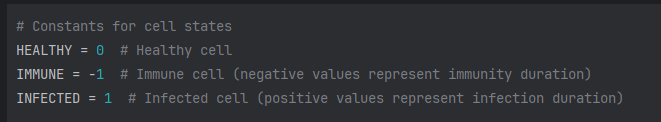 # Constants for cell states
HEALTHY = 0  # Healthy cell
IMMUNE = -1  # Immune cell (negative values represent immunity duration)
INFECTED = 1  # Infected cell (positive values represent infection duration)